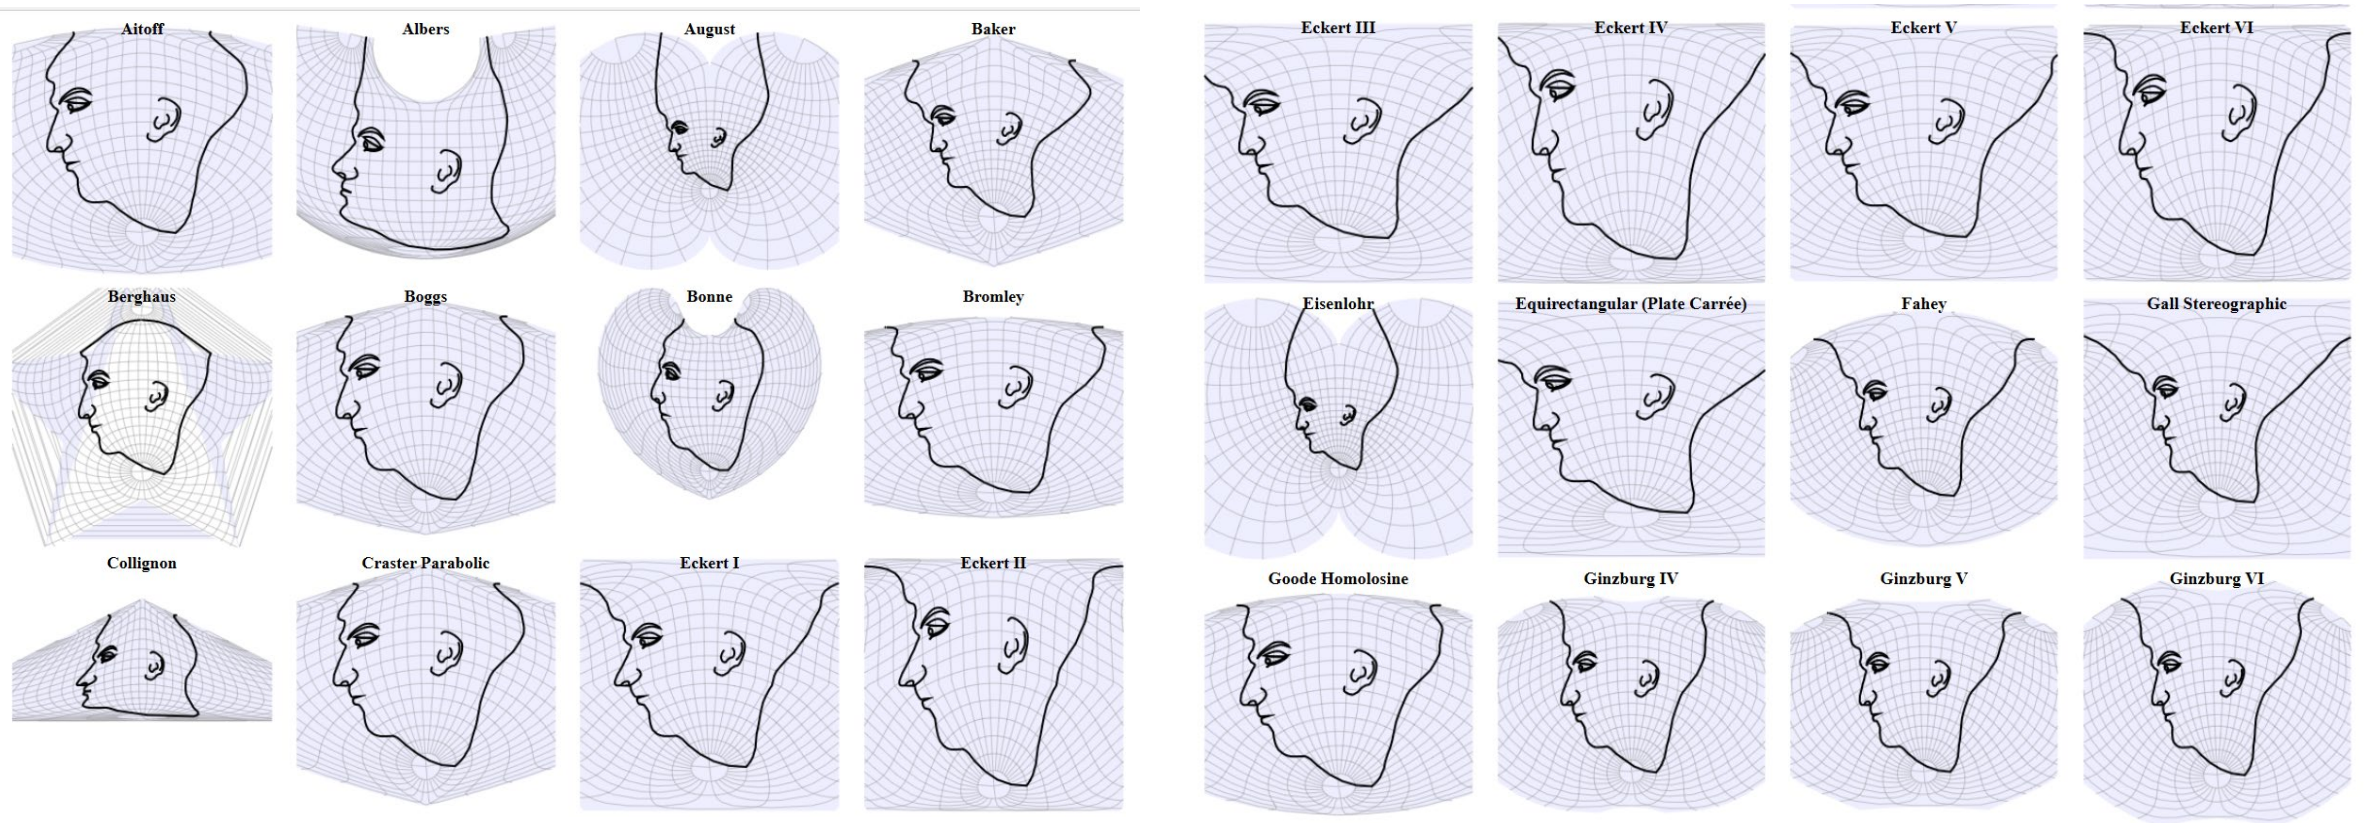 Aitoff
Albers
August
Baker
Berghaus
Boggs
Bonne
Bromley
Collignon
Craster Parabolic
Eckert I
Eckert II
Eckert III
Eckert IV
Eckert V
Eckert VI
Eisenlohr
Equirectangular (Plate Carrée)
Fahey
Gall Stereographic
Goode Homolosine
Ginzburg IV
Ginzburg V
Ginzburg VI